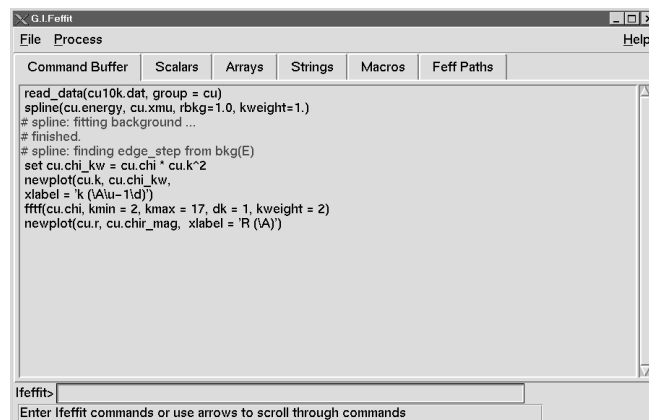 G.I.Feffit
File Process Help
Command Buffer Scalars Arrays Strings Macros Feff Paths
read_data(cu10k.dat, group = cu)
spline(cu.energy, cu.xmu, rbkg=1.0, kweight=1.)
# spline: fitting background ...
# finished.
# spline: finding edge_step from bkg(E)
set cu.chi_kw = cu.chi * cu.k^2
newplot(cu.k, cu.chi_kw,
xlabel = 'k (\A\u-1\d)')
fftf(cu.chi, kmin = 2, kmax = 17, dk = 1, kweight = 2)
newplot(cu.r, cu.chir_mag, xlabel = 'R (\A)')
Ifeffit>
Enter Ifeffit commands or use arrows to scroll through commands